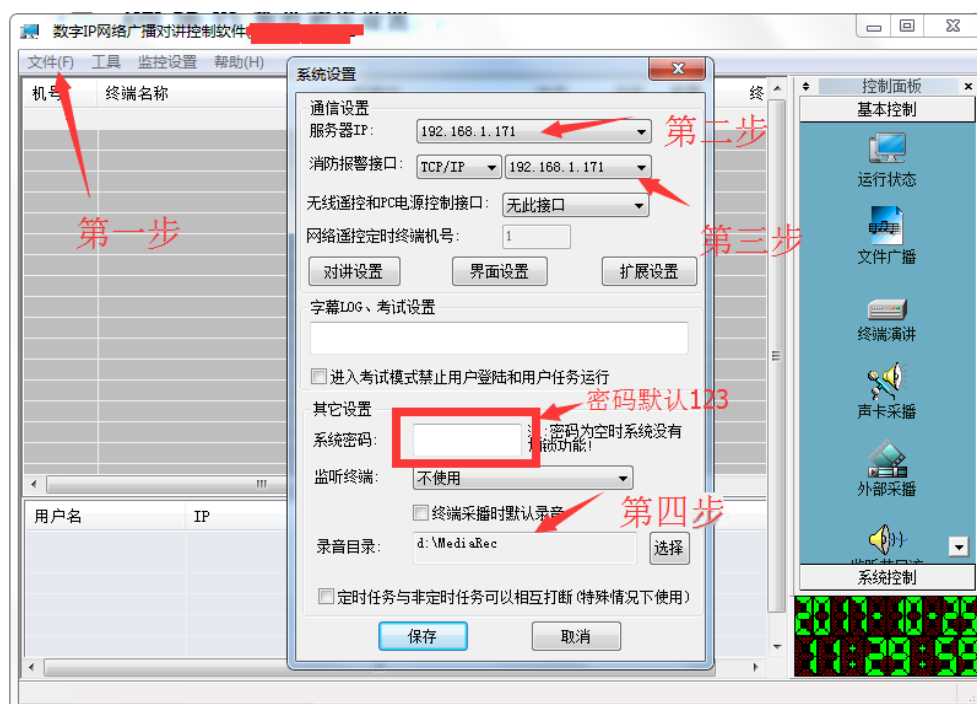 数字IP网络广播对讲控制软件
文件(F) 工具 监控设置 帮助(H)
机号 终端名称 终
第一步
系统设置
通信设置
服务器IP: 192.168.1.171
第二步
消防报警接口: TCP/IP 192.168.1.171
无线遥控和PC电源控制接口: 无此接口
第三步
网络遥控定时终端机号: 1
对讲设置 界面设置 扩展设置
字幕LOG、考试设置
进入考试模式禁止用户登陆和用户任务运行
其它设置
密码默认123
系统密码: 密码为空时系统没有
锁功能!
监听终端: 不使用
终端采播时默认录音
第四步
录音目录: d:\MediaRec 选择
定时任务与非定时任务可以相互打断(特殊情况下使用)
保存 取消
用户名 IP
控制面板
基本控制
运行状态
文件广播
终端演讲
声卡采播
外部采播
系统控制
2017-10-25
11:29:59